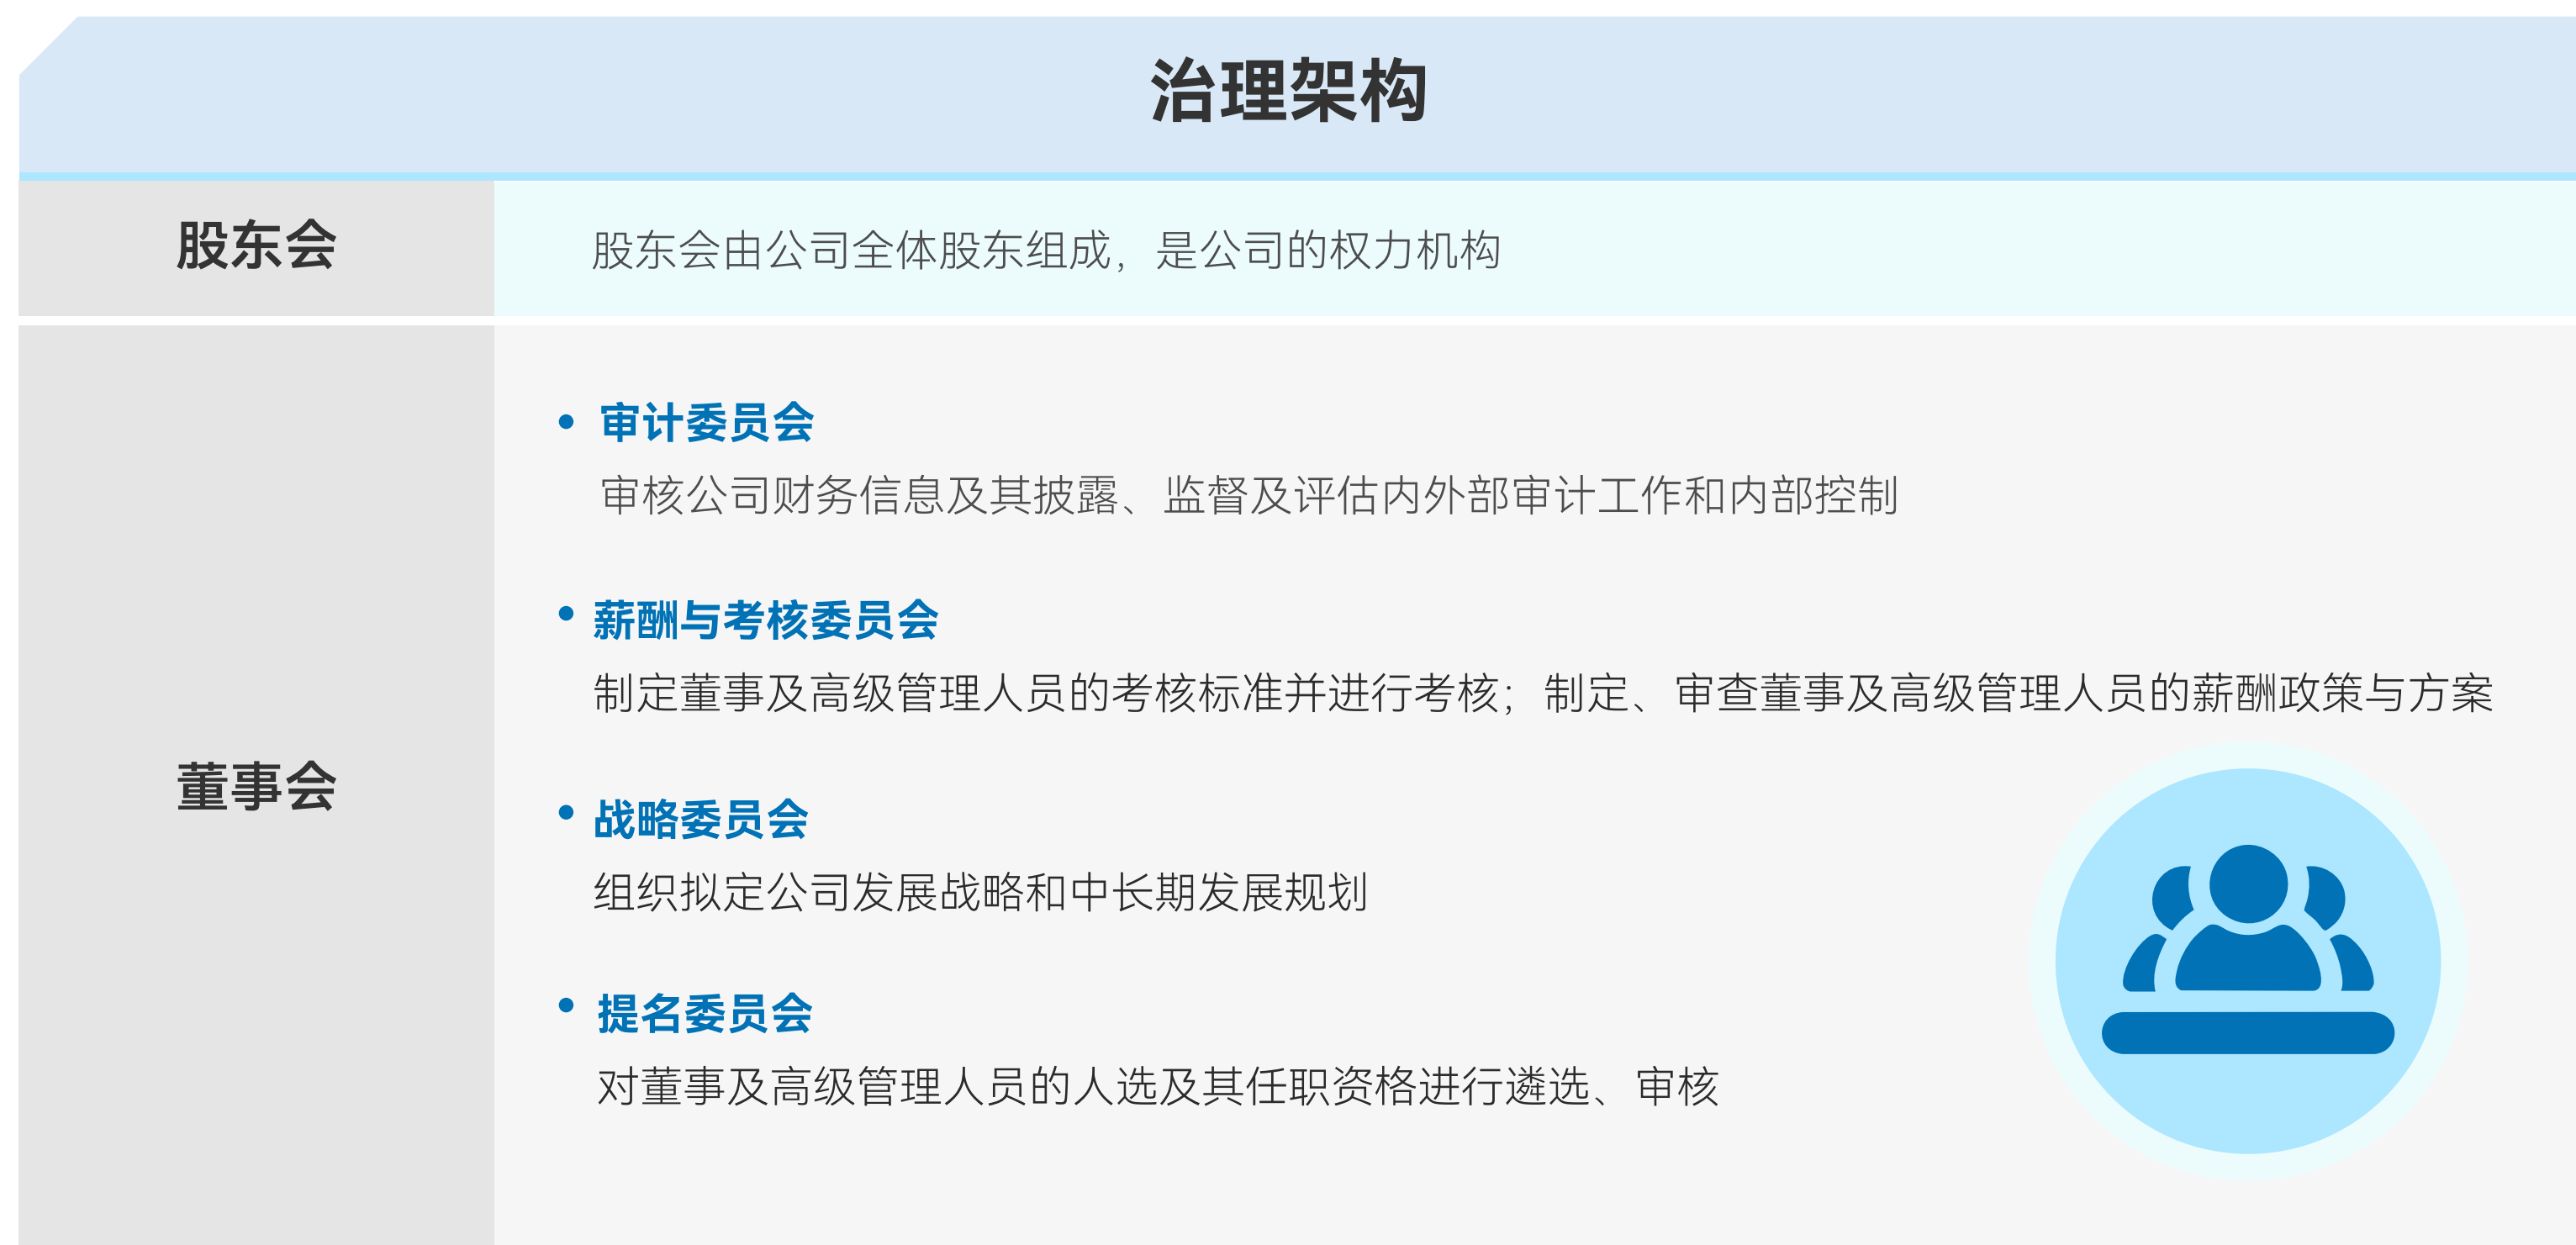 治理架构
股东会
股东会由公司全体股东组成，是公司的权力机构
董事会
审计委员会
审核公司财务信息及其披露、监督及评估内外部审计工作和内部控制
薪酬与考核委员会
制定董事及高级管理人员的考核标准并进行考核；制定、审查董事及高级管理人员的薪酬政策与方案
战略委员会
组织拟定公司发展战略和中长期发展规划
提名委员会
对董事及高级管理人员的人选及其任职资格进行遴选、审核